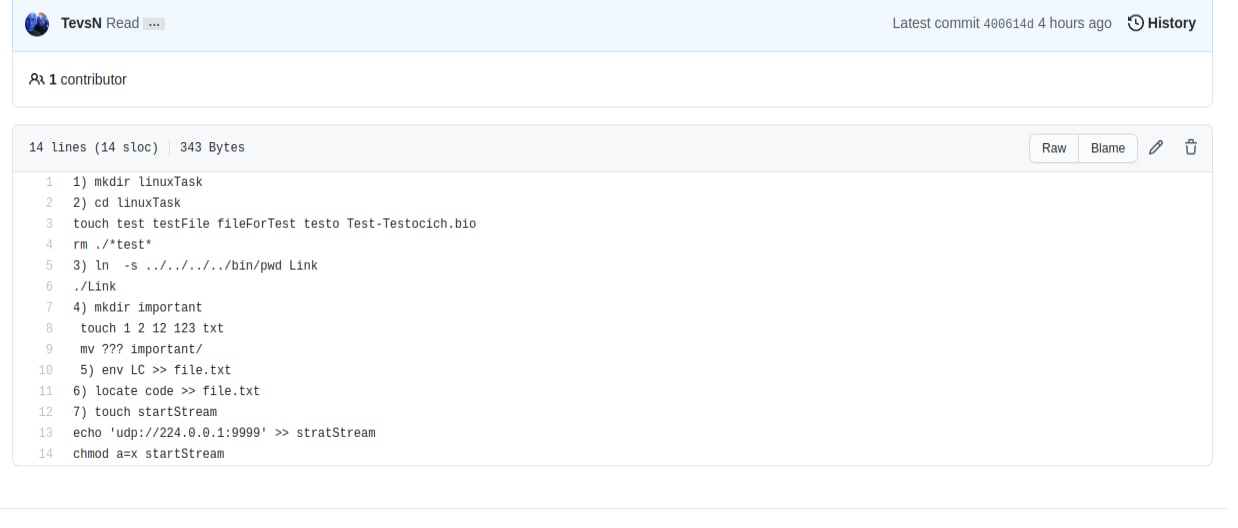 TevsN Read ... Latest commit 400614d 4 hours ago History
1 contributor
14 lines (14 sloc) 343 Bytes Raw Blame
1 1) mkdir linuxTask
2 2) cd linuxTask
3 touch test testFile fileForTest testo Test-Testocich.bio
4 rm ./*test*
5 3) ln  -s ../../../../bin/pwd Link
6 ./Link
7 4) mkdir important
8  touch 1 2 12 123 txt
9  mv ??? important/
10  5) env LC >> file.txt
11 6) locate code >> file.txt
12 7) touch startStream
13 echo 'udp://224.0.0.1:9999' >> stratStream
14 chmod a=x startStream